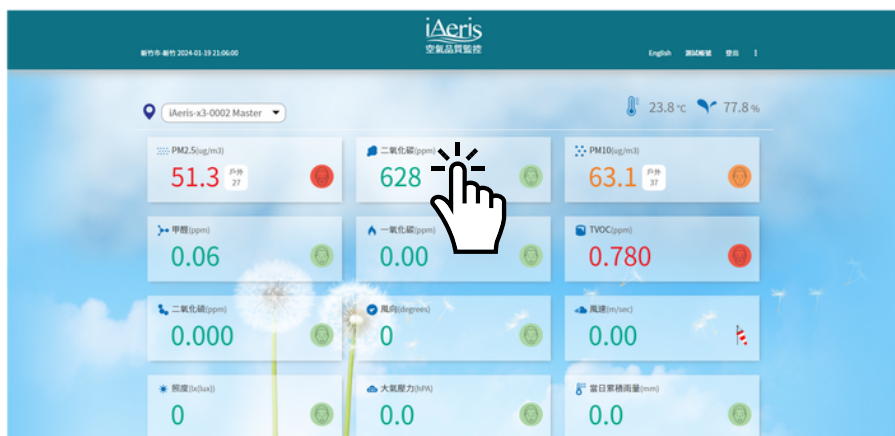 iAeris
空氣品質監控
新竹市-新竹 2024-01-19 21:06:00
English 測試帳號 登出
iAeris-x3-0002 Master
23.8 °C 77.8 %
PM2.5(ug/m3)
51.3 戶外 27
二氧化碳(ppm)
628
PM10(ug/m3)
63.1 戶外 37
甲醛(ppm)
0.06
一氧化碳(ppm)
0.00
TVOC(ppm)
0.780
二氧化硫(ppm)
0.000
風向(degrees)
0
風速(m/sec)
0.00
照度(lx(lux))
0
大氣壓力(hPA)
0.0
當日累積雨量(mm)
0.0